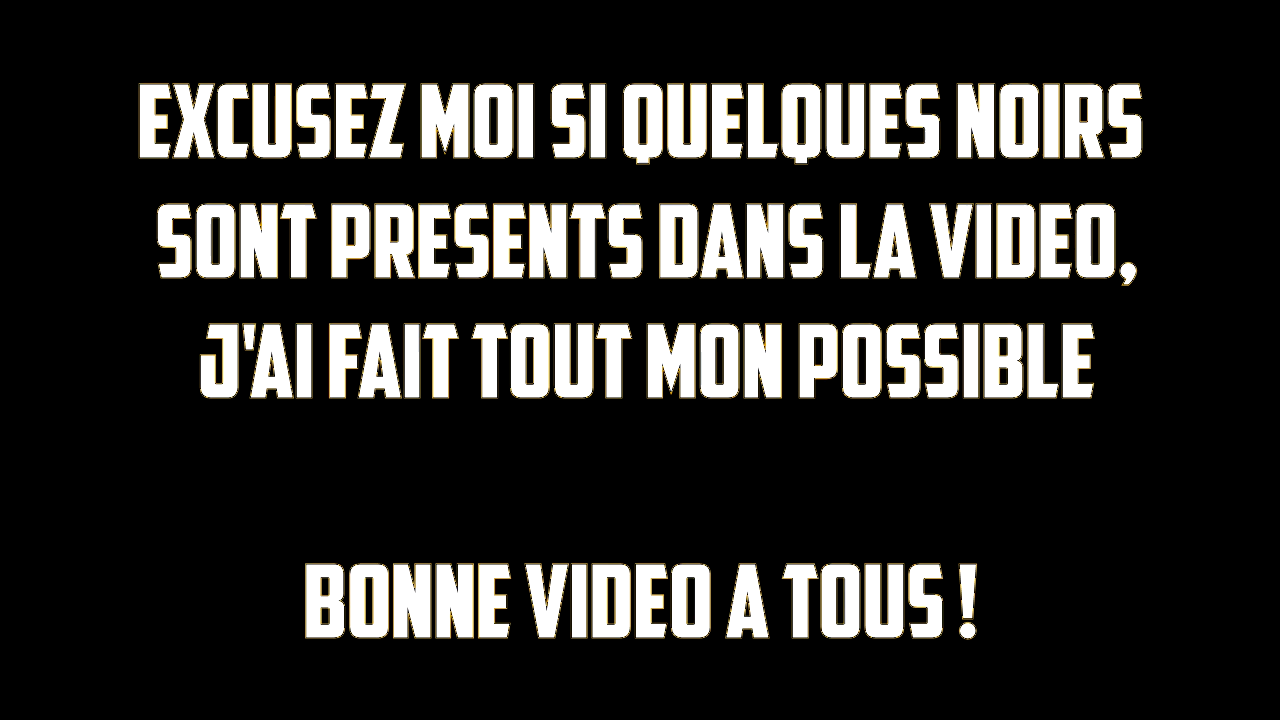 EXCUSEZ MOI SI QUELQUES NOIRS
SONT PRESENTS DANS LA VIDEO,
J'AI FAIT TOUT MON POSSIBLE
BONNE VIDEO A TOUS !